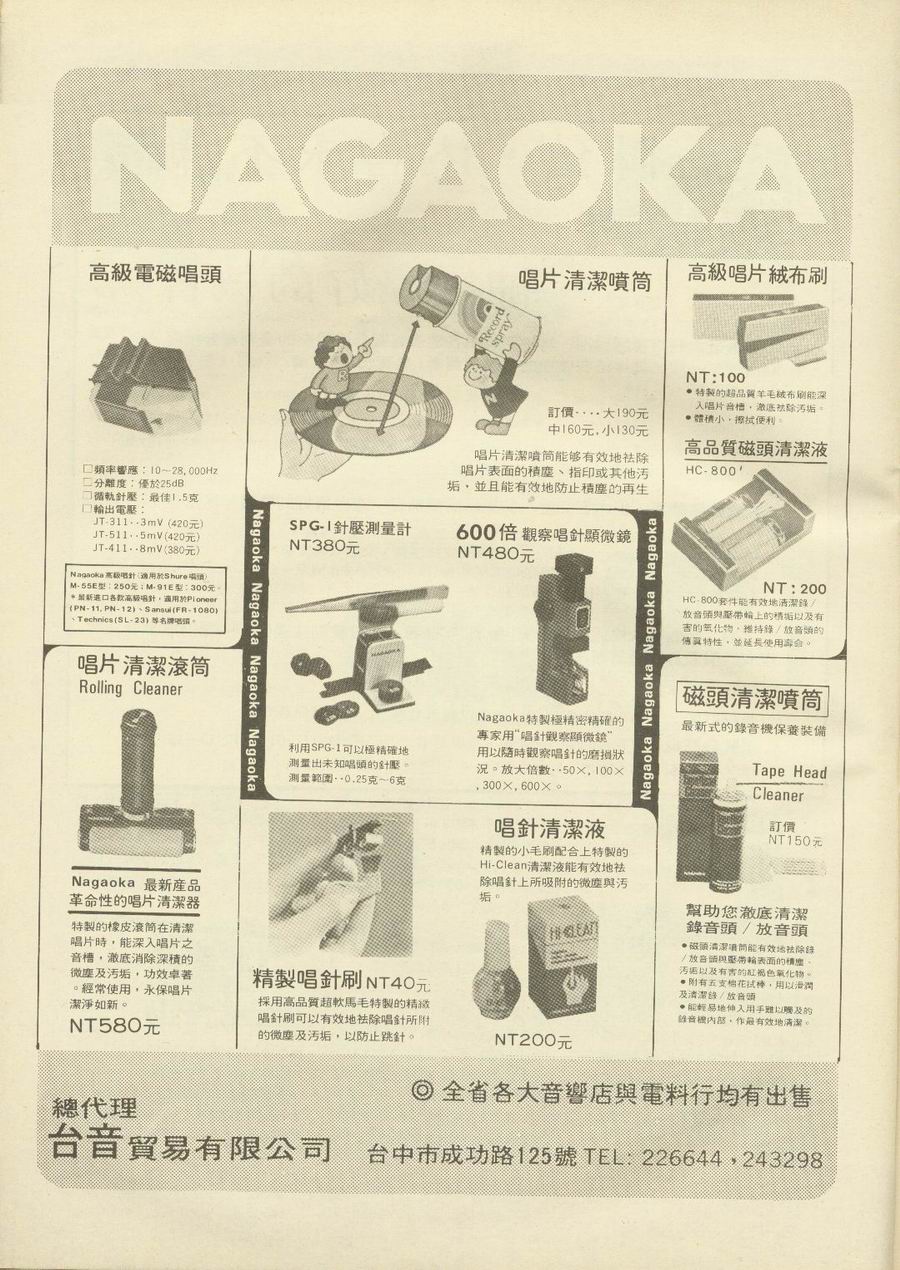 NAGAOKA
高級電磁唱頭
□頻率響應：10～28,000Hz
□分離度：優於25dB
□循軌針壓：最佳1.5克
□輸出電壓：
JT-311‥3mV (420元)
JT-511‥5mV(420元)
JT-411‥8mV(380元)
Nagaoka高級唱針(適用於Shure唱頭)
M-55E型：250元；M-91E型：300元。
*最新進口各款高級唱針，適用於Pioneer
(PN-11, PN-12)、Sansui(FR-1080)
、Technics(SL-23) 等名牌唱頭。
唱片清潔噴筒
Record
spray
訂價‥‥大190元
中160元, 小130元
唱片清潔噴筒能够有效地祛除
唱片表面的積塵、指印或其他汚
垢，並且能有效地防止積塵的再生
高級唱片絨布刷
NT:100
●特製的超品質羊毛絨布刷能深
入唱片音槽，澈底祛除汚垢。
●體積小，擦拭便利。
高品質磁頭清潔液
HC-800′
NT：200
HC-800套件能有效地清潔錄/
放音頭與壓帶輪上的積垢以及有
害的氧化物，維持錄/放音頭的
傳眞特性，並延長使用壽命。
Nagaoka Nagaoka Nagaoka Nagaoka
SPG-1針壓測量計
NT380元
NAGAOKA
利用SPG-1可以極精確地
測量出未知唱頭的針壓。
測量範圍‥0.25克～6克
600倍觀察唱針顯微鏡
NT480元
Nagaoka特製極精密精確的
專家用“唱針觀察顯微鏡”
用以隨時觀察唱針的磨損狀
況。放大倍數‥50×, 100×
, 300×, 600×。
Nagaoka Nagaoka Nagaoka Nagaoka
唱片清潔滾筒
Rolling Cleaner
Nagaoka 最新產品
革命性的唱片清潔器
特製的橡皮滾筒在清潔
唱片時，能深入唱片之
音槽，澈底消除深積的
微塵及汚垢，功效卓著
。經常使用，永保唱片
潔淨如新。
NT580元
精製唱針刷NT40元
採用高品質超軟馬毛特製的精緻
唱針刷可以有效地祛除唱針所附
的微塵及汚垢，以防止跳針。
唱針清潔液
精製的小毛刷配合上特製的
Hi-Clean清潔液能有效地祛
除唱針上所吸附的微塵與汚
垢。
NT200元
磁頭清潔噴筒
最新式的錄音機保養裝備
Tape Head
Cleaner
訂價
NT150元
幫助您澈底清潔
錄音頭/放音頭
●磁頭清潔噴筒能有效地祛除錄
/放音頭與壓帶輪表面的積塵、
汚垢以及有害的紅褐色氧化物。
●附有五支棉花拭棒，用以滑潤
及清潔錄/放音頭
●能輕易地伸入用手難以觸及的
錄音機內部，作最有效地清潔。
◎全省各大音響店與電料行均有出售
總代理
台音貿易有限公司
台中市成功路125號 TEL: 226644，243298